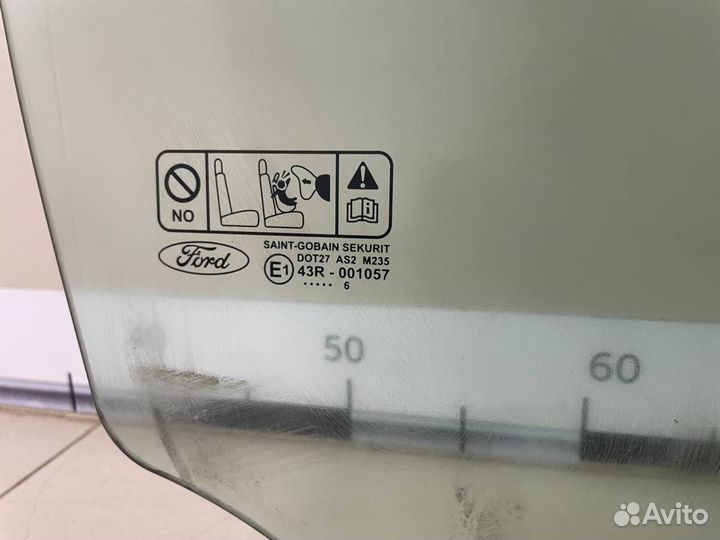 NO
Ford
SAINT-GOBAIN SEKURIT
DOT27 AS2 M235
E1 43R - 001057
..... 6
50
60
Avito